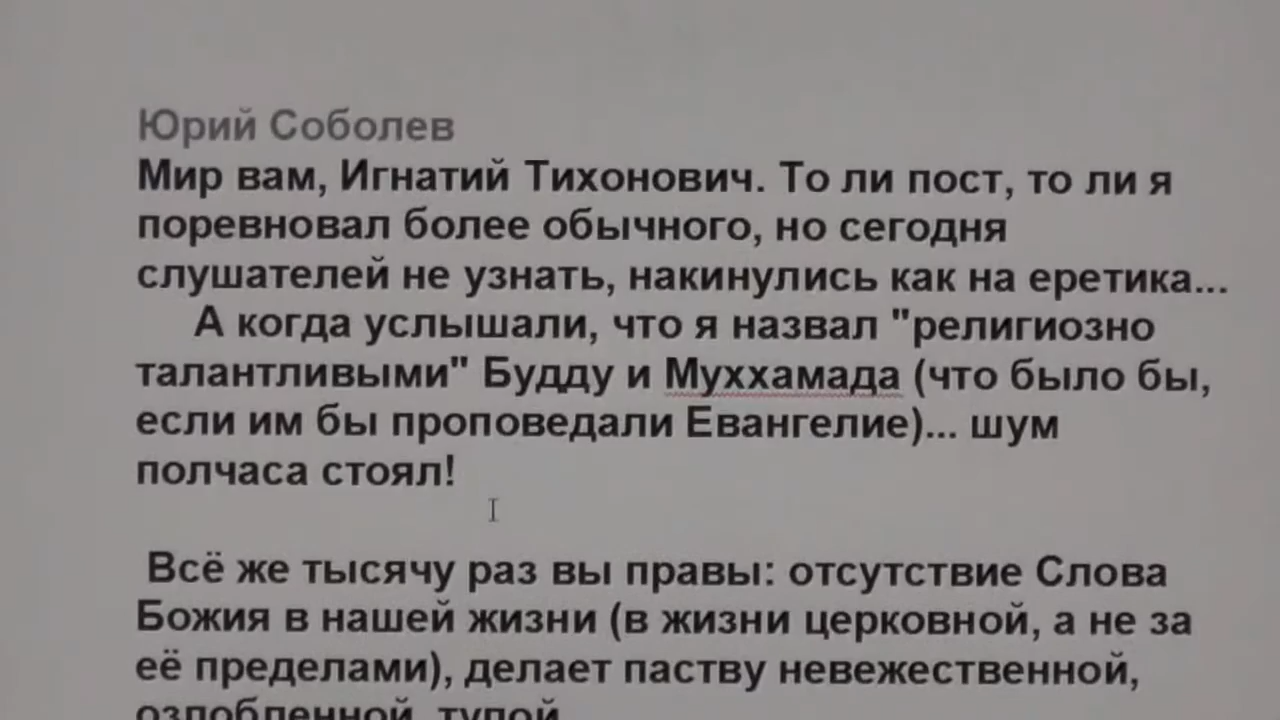 Юрий Соболев
Мир вам, Игнатий Тихонович. То ли пост, то ли я
поревновал более обычного, но сегодня
слушателей не узнать, накинулись как на еретика...
А когда услышали, что я назвал "религиозно
талантливыми" Будду и Муххамада (что было бы,
если им бы проповедали Евангелие)... шум
полчаса стоял!
Всё же тысячу раз вы правы: отсутствие Слова
Божия в нашей жизни (в жизни церковной, а не за
её пределами), делает паству невежественной,
озлобленной, тупой